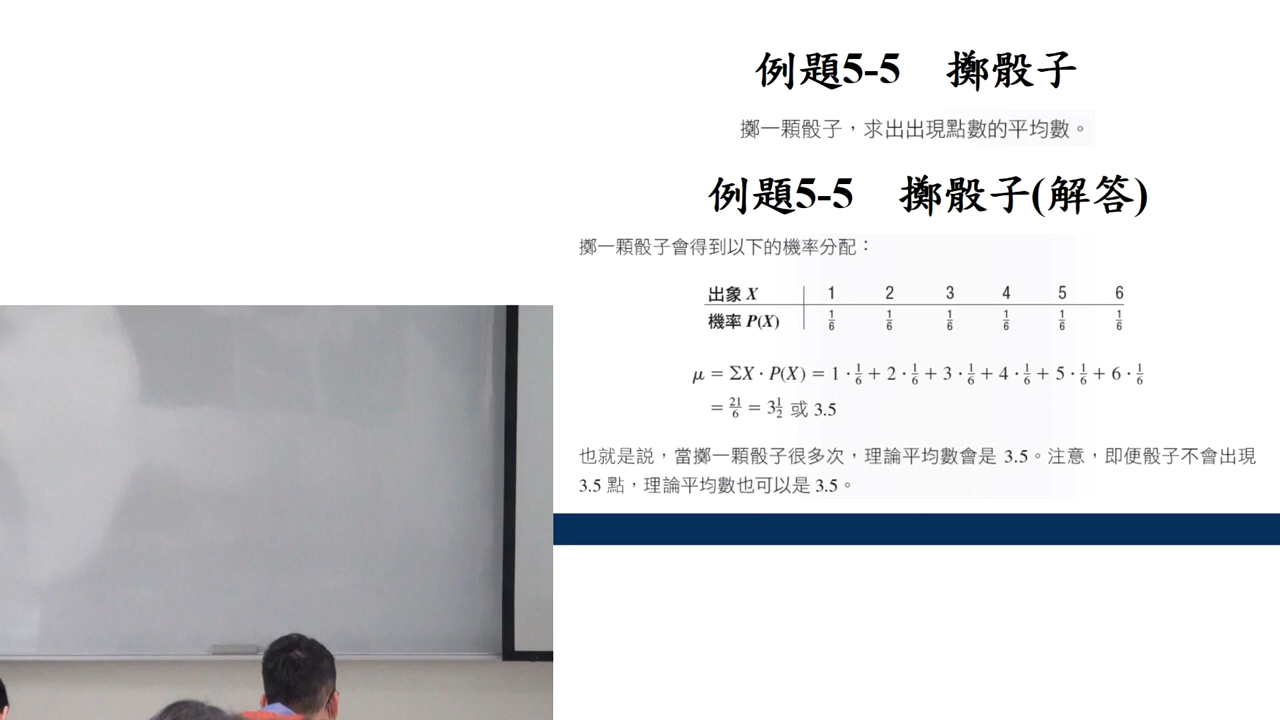 例題5-5 擲骰子
擲一顆骰子，求出出現點數的平均數。
例題5-5 擲骰子(解答)
擲一顆骰子會得到以下的機率分配：
出象 X 1 2 3 4 5 6
機率 P(X) 1/6 1/6 1/6 1/6 1/6 1/6
μ = ΣX · P(X) = 1 · 1/6 + 2 · 1/6 + 3 · 1/6 + 4 · 1/6 + 5 · 1/6 + 6 · 1/6
= 21/6 = 3 1/2 或 3.5
也就是說，當擲一顆骰子很多次，理論平均數會是 3.5。注意，即便骰子不會出現
3.5 點，理論平均數也可以是 3.5。